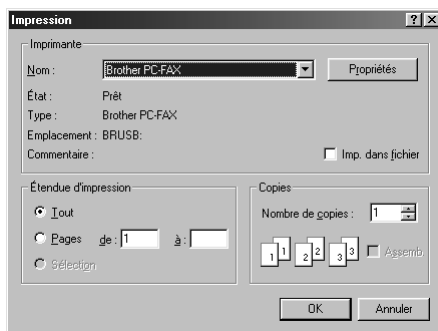 Impression
Imprimante
Nom : Brother PC-FAX Propriétés
État : Prêt
Type : Brother PC-FAX
Emplacement : BRUSB:
Commentaire : Imp. dans fichier
Étendue d'impression
Tout
Pages de : 1 à :
Sélection
Copies
Nombre de copies : 1
1 1 2 2 3 3 Assemb
OK Annuler